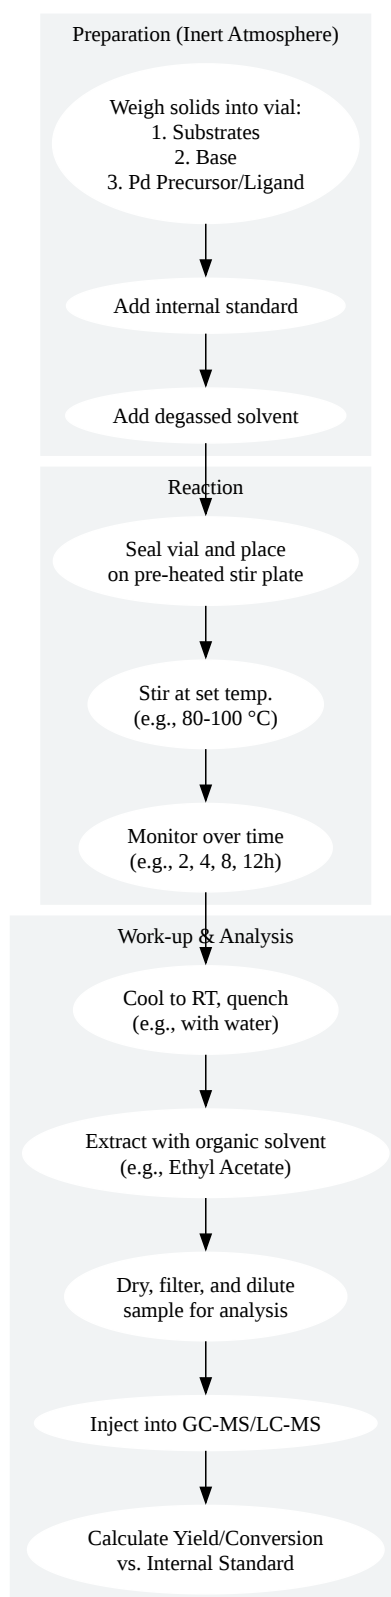 Preparation (Inert Atmosphere)
Weigh solids into vial:
1. Substrates
2. Base
3. Pd Precursor/Ligand
Add internal standard
Add degassed solvent
Reaction
Seal vial and place
on pre-heated stir plate
Stir at set temp.
(e.g., 80-100 °C)
Monitor over time
(e.g., 2, 4, 8, 12h)
Work-up & Analysis
Cool to RT, quench
(e.g., with water)
Extract with organic solvent
(e.g., Ethyl Acetate)
Dry, filter, and dilute
sample for analysis
Inject into GC-MS/LC-MS
Calculate Yield/Conversion
vs. Internal Standard